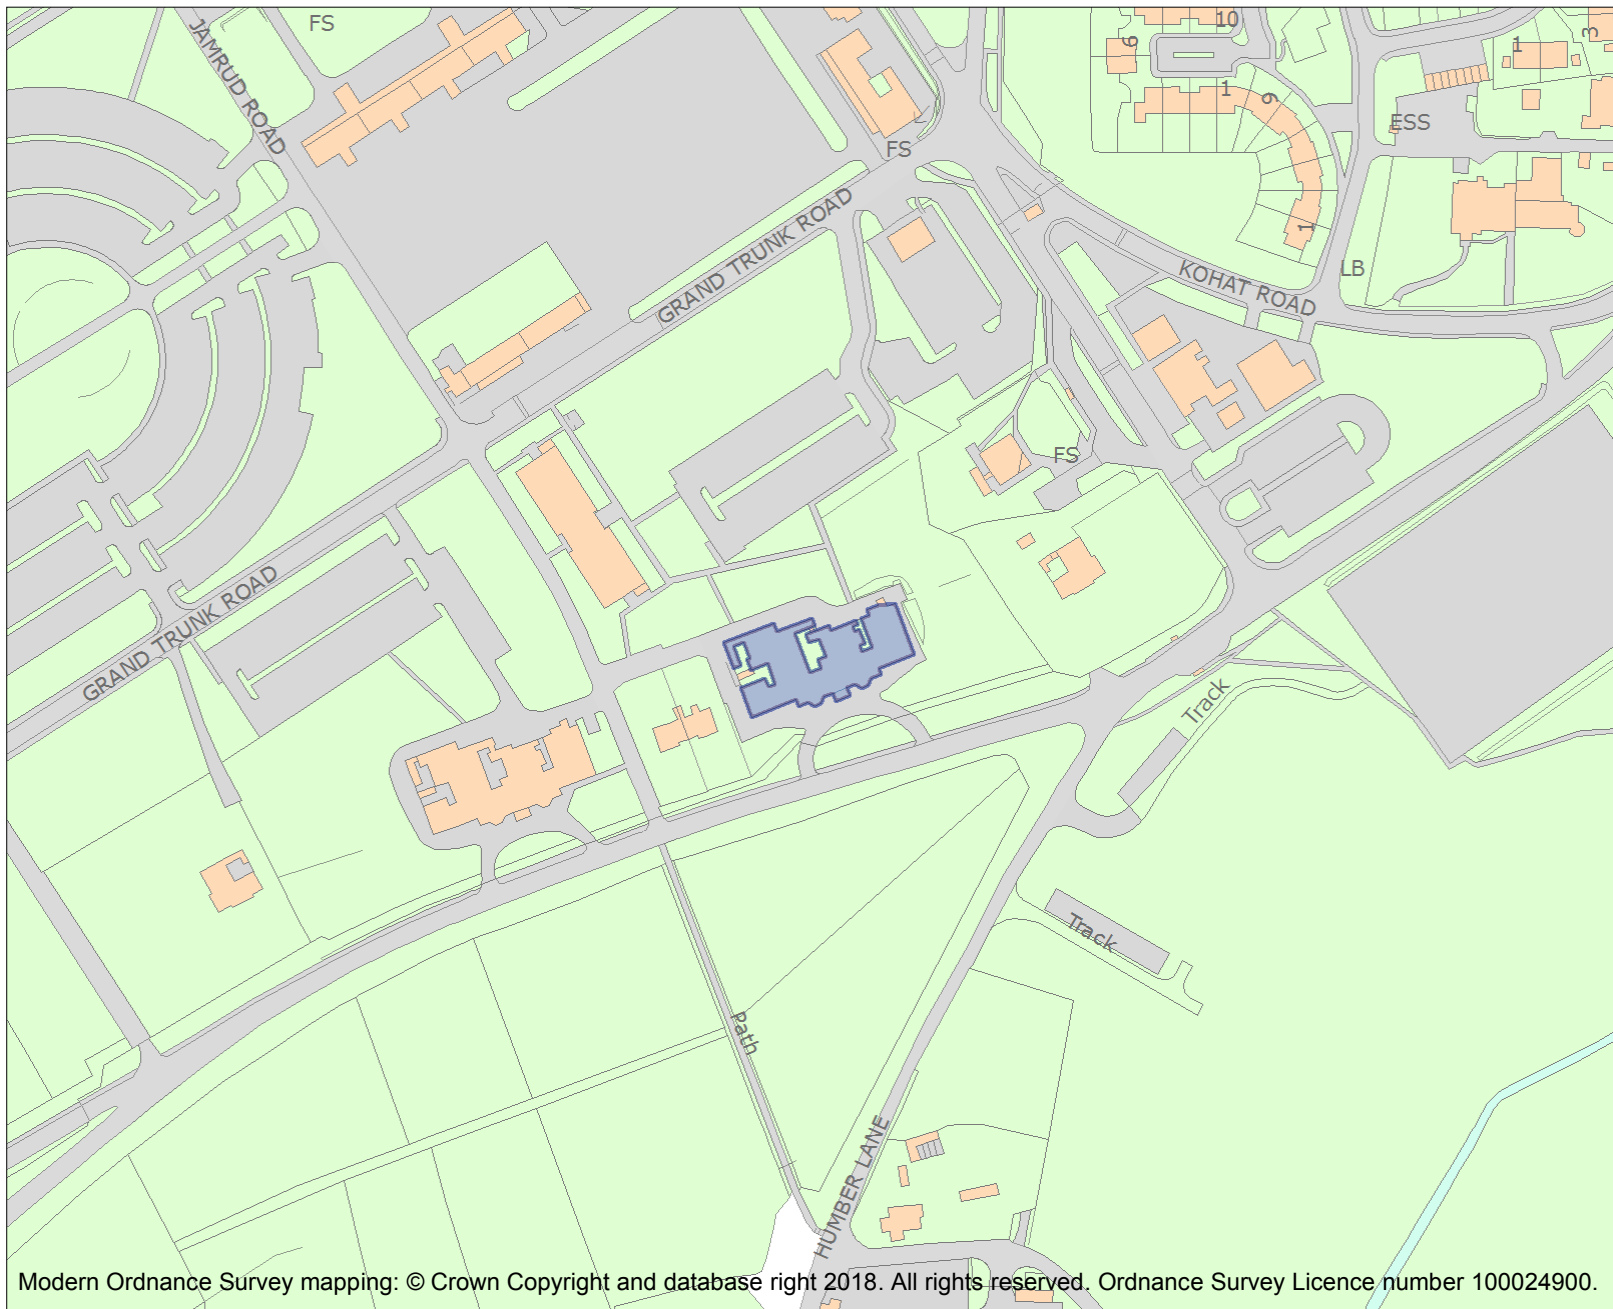 FS
10
6
1
3
JAMRUD ROAD
1
6
ESS
FS
GRAND TRUNK ROAD
1
LB
KOHAT ROAD
FS
GRAND TRUNK ROAD
Track
Track
Path
HUMBER LANE
Modern Ordnance Survey mapping: © Crown Copyright and database right 2018. All rights reserved. Ordnance Survey Licence number 100024900.